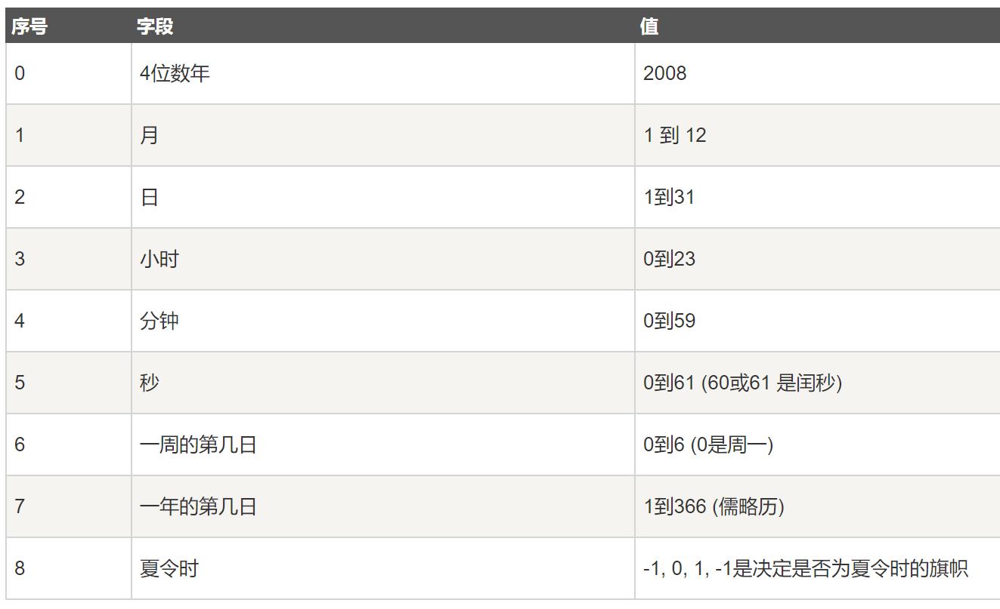 序号 字段 值
0 4位数年 2008
1 月 1 到 12
2 日 1到31
3 小时 0到23
4 分钟 0到59
5 秒 0到61 (60或61 是闰秒)
6 一周的第几日 0到6 (0是周一)
7 一年的第几日 1到366 (儒略历)
8 夏令时 -1, 0, 1, -1是决定是否为夏令时的旗帜